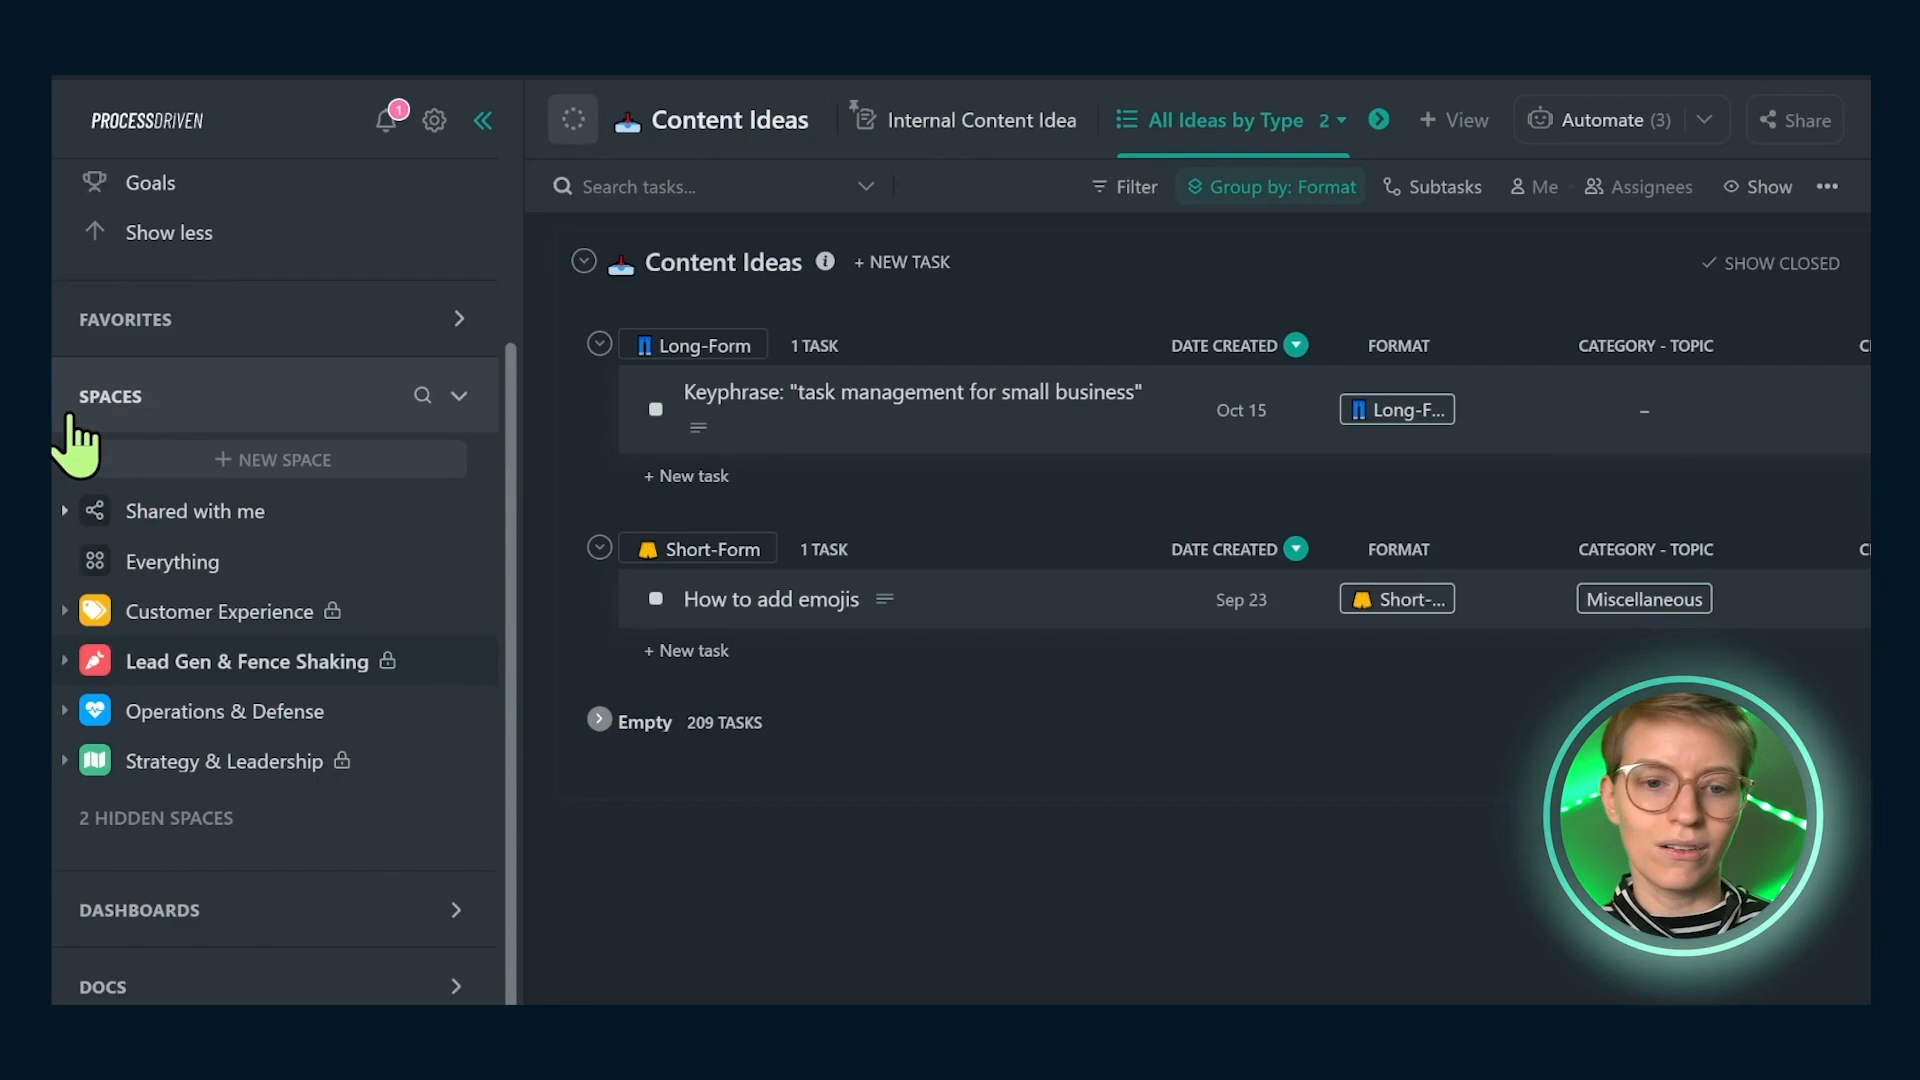 PROCESSDRIVEN
1
Goals
Show less
FAVORITES
SPACES
+ NEW SPACE
Shared with me
Everything
Customer Experience
Lead Gen & Fence Shaking
Operations & Defense
Strategy & Leadership
2 HIDDEN SPACES
DASHBOARDS
DOCS
Content Ideas
Internal Content Idea
All Ideas by Type 2
+ View
Automate (3)
Share
Search tasks...
Filter
Group by: Format
Subtasks
Me
Assignees
Show
Content Ideas
+ NEW TASK
SHOW CLOSED
Long-Form 1 TASK DATE CREATED FORMAT CATEGORY - TOPIC
Keyphrase: "task management for small business" Oct 15 Long-F... –
+ New task
Short-Form 1 TASK DATE CREATED FORMAT CATEGORY - TOPIC
How to add emojis Sep 23 Short-... Miscellaneous
+ New task
Empty 209 TASKS